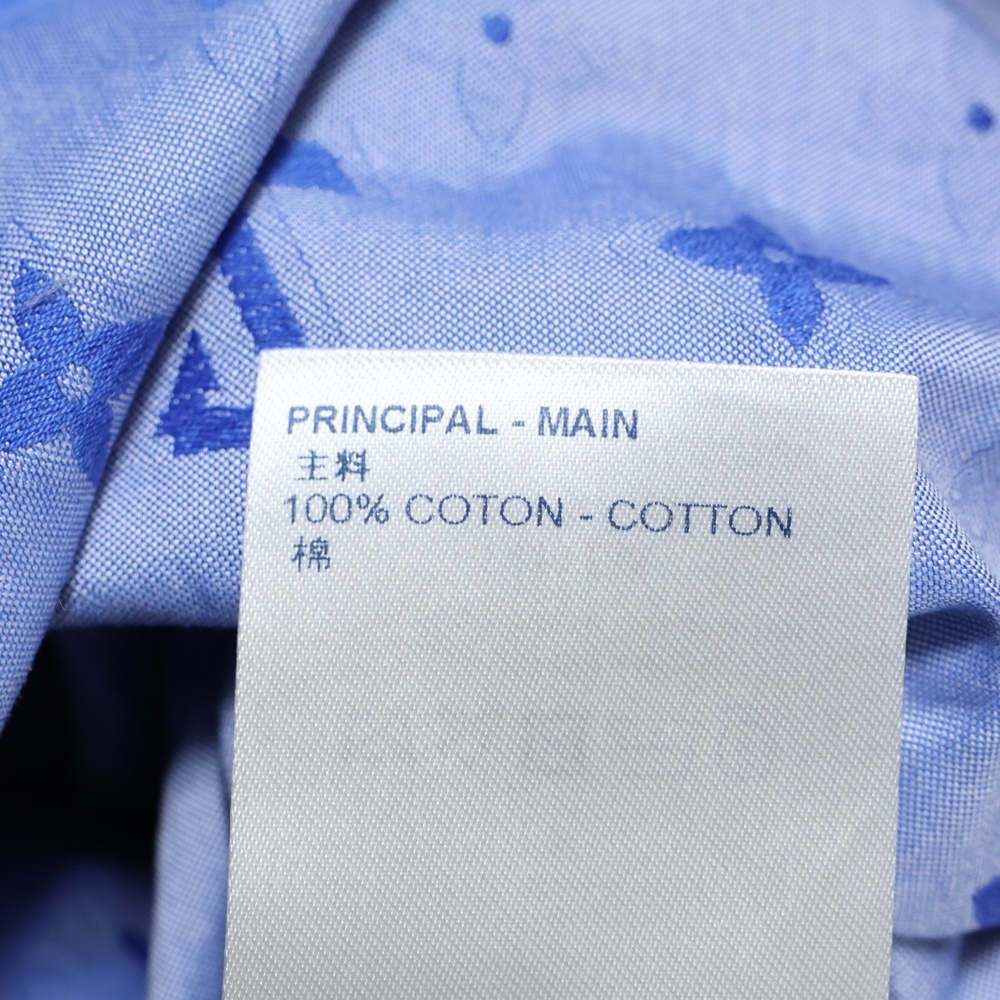 PRINCIPAL - MAIN
主料
100% COTON - COTTON
棉